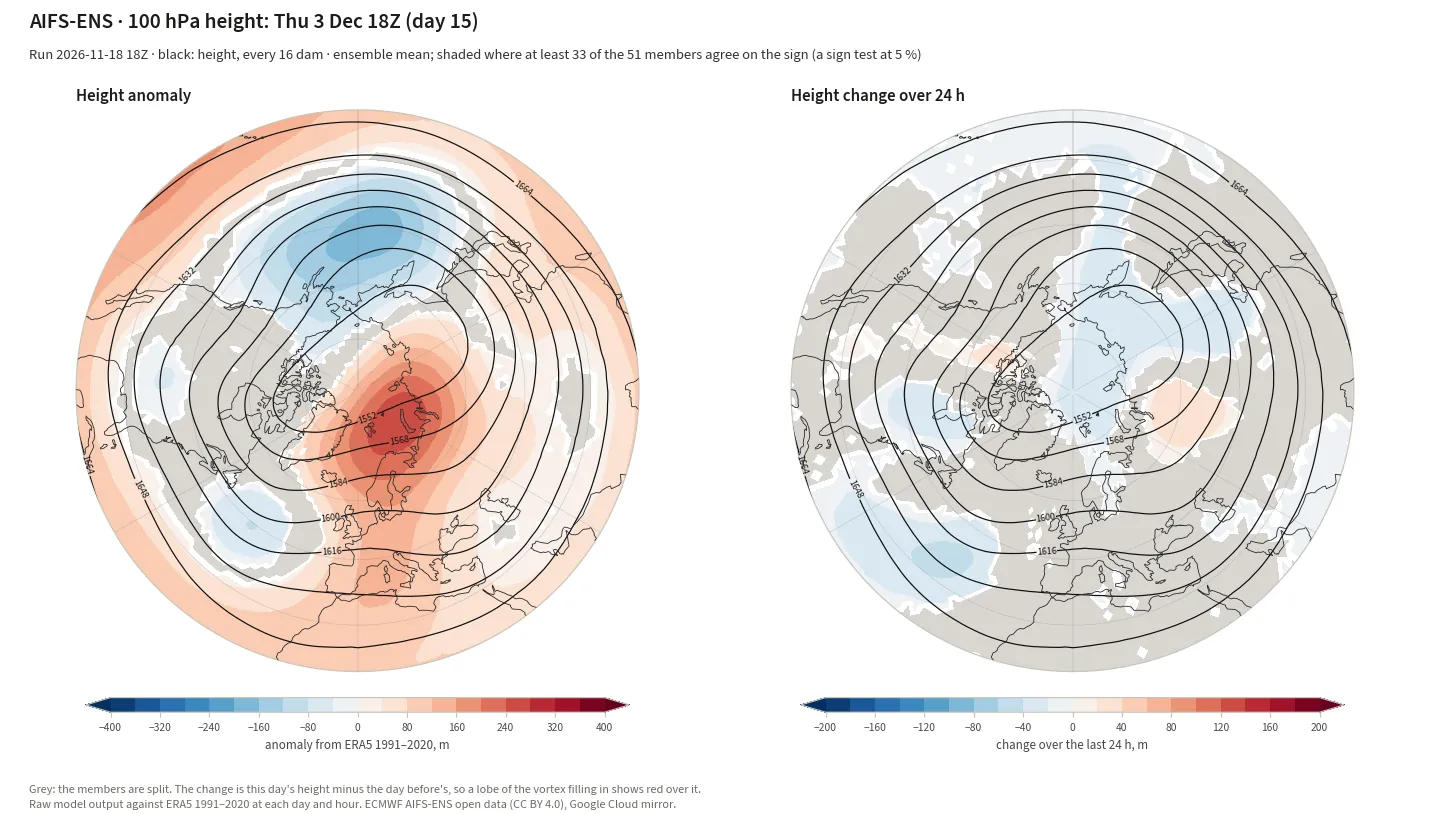 AIFS-ENS · 100 hPa height: Thu 3 Dec 18Z (day 15)
Run 2026-11-18 18Z · black: height, every 16 dam · ensemble mean; shaded where at least 33 of the 51 members agree on the sign (a sign test at 5 %)
Height anomaly
Height change over 24 h
1664
1632
1552
1568
1584
1600
1616
1648
1664
1664
1632
1552
1568
1584
1600
1616
1648
1664
−400 −320 −240 −160 −80 0 80 160 240 320 400
anomaly from ERA5 1991–2020, m
−200 −160 −120 −80 −40 0 40 80 120 160 200
change over the last 24 h, m
Grey: the members are split. The change is this day's height minus the day before's, so a lobe of the vortex filling in shows red over it.
Raw model output against ERA5 1991–2020 at each day and hour. ECMWF AIFS-ENS open data (CC BY 4.0), Google Cloud mirror.